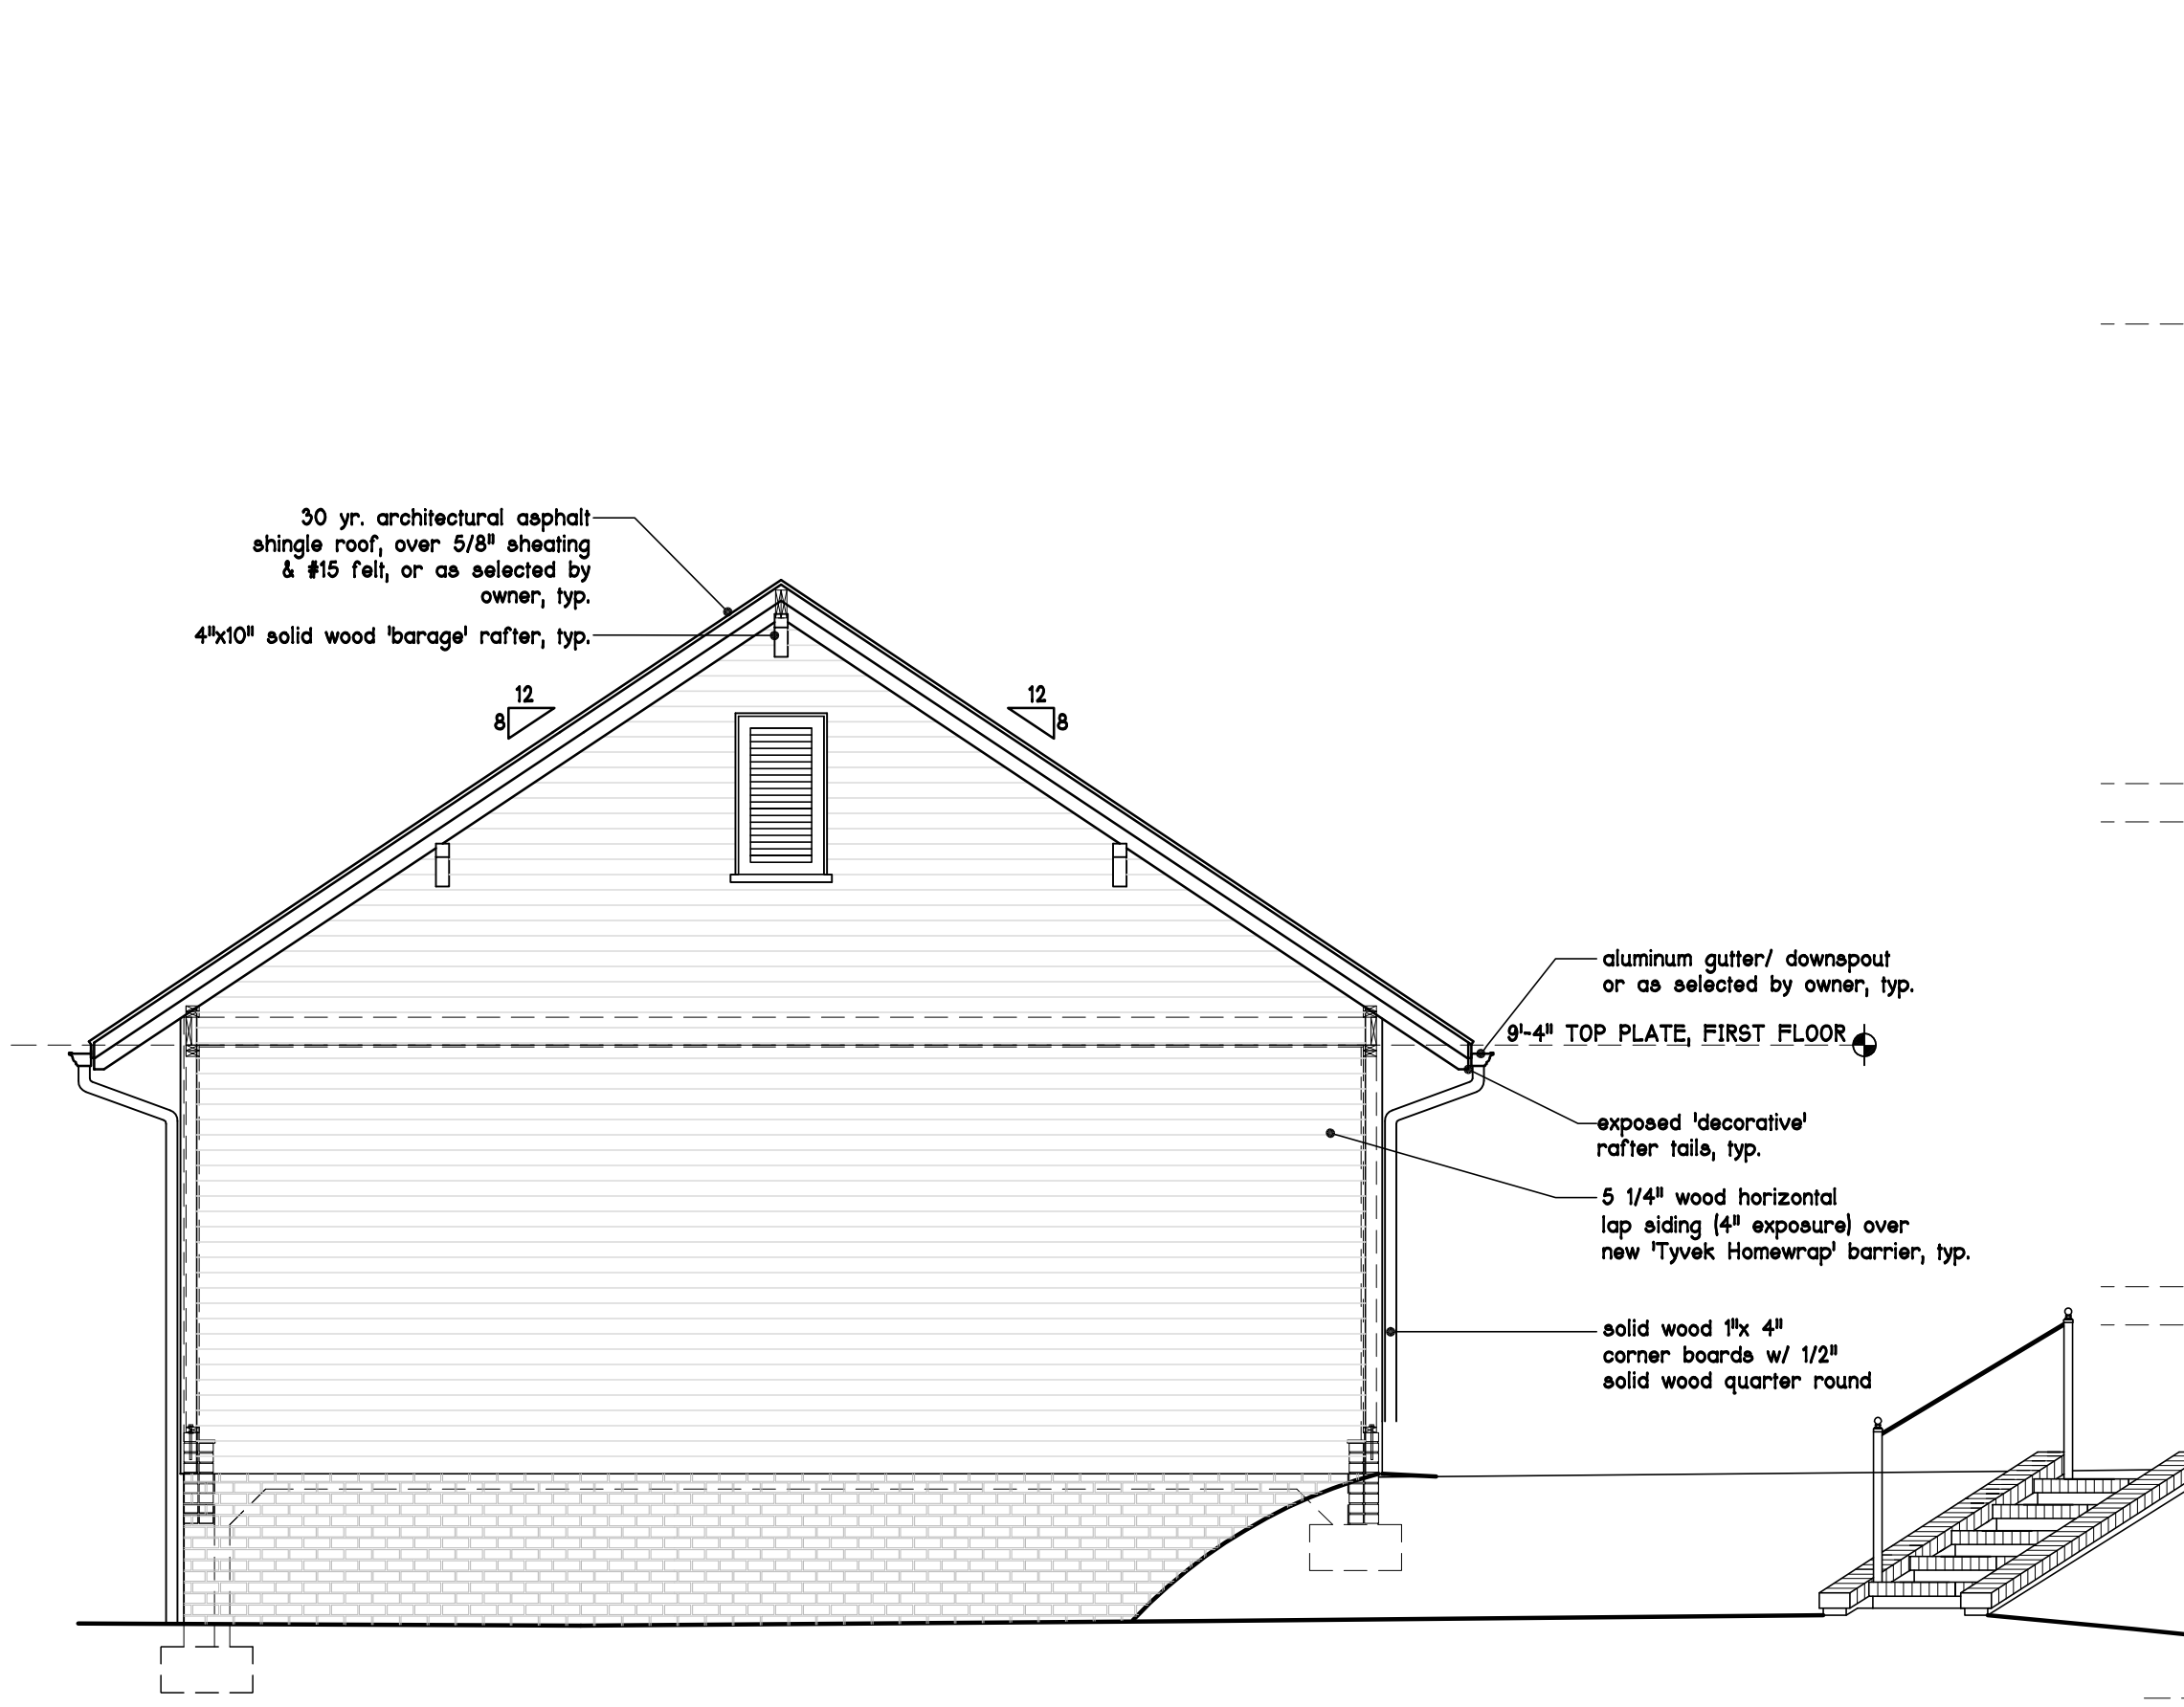 30 yr. architectural asphalt
shingle roof, over 5/8" sheating
& #15 felt, or as selected by
owner, typ.
4"x10" solid wood 'barage' rafter, typ.
12
8
12
8
aluminum gutter/ downspout
or as selected by owner, typ.
9'-4" TOP PLATE, FIRST FLOOR
exposed 'decorative'
rafter tails, typ.
5 1/4" wood horizontal
lap siding (4" exposure) over
new 'Tyvek Homewrap' barrier, typ.
solid wood 1"x 4"
corner boards w/ 1/2"
solid wood quarter round